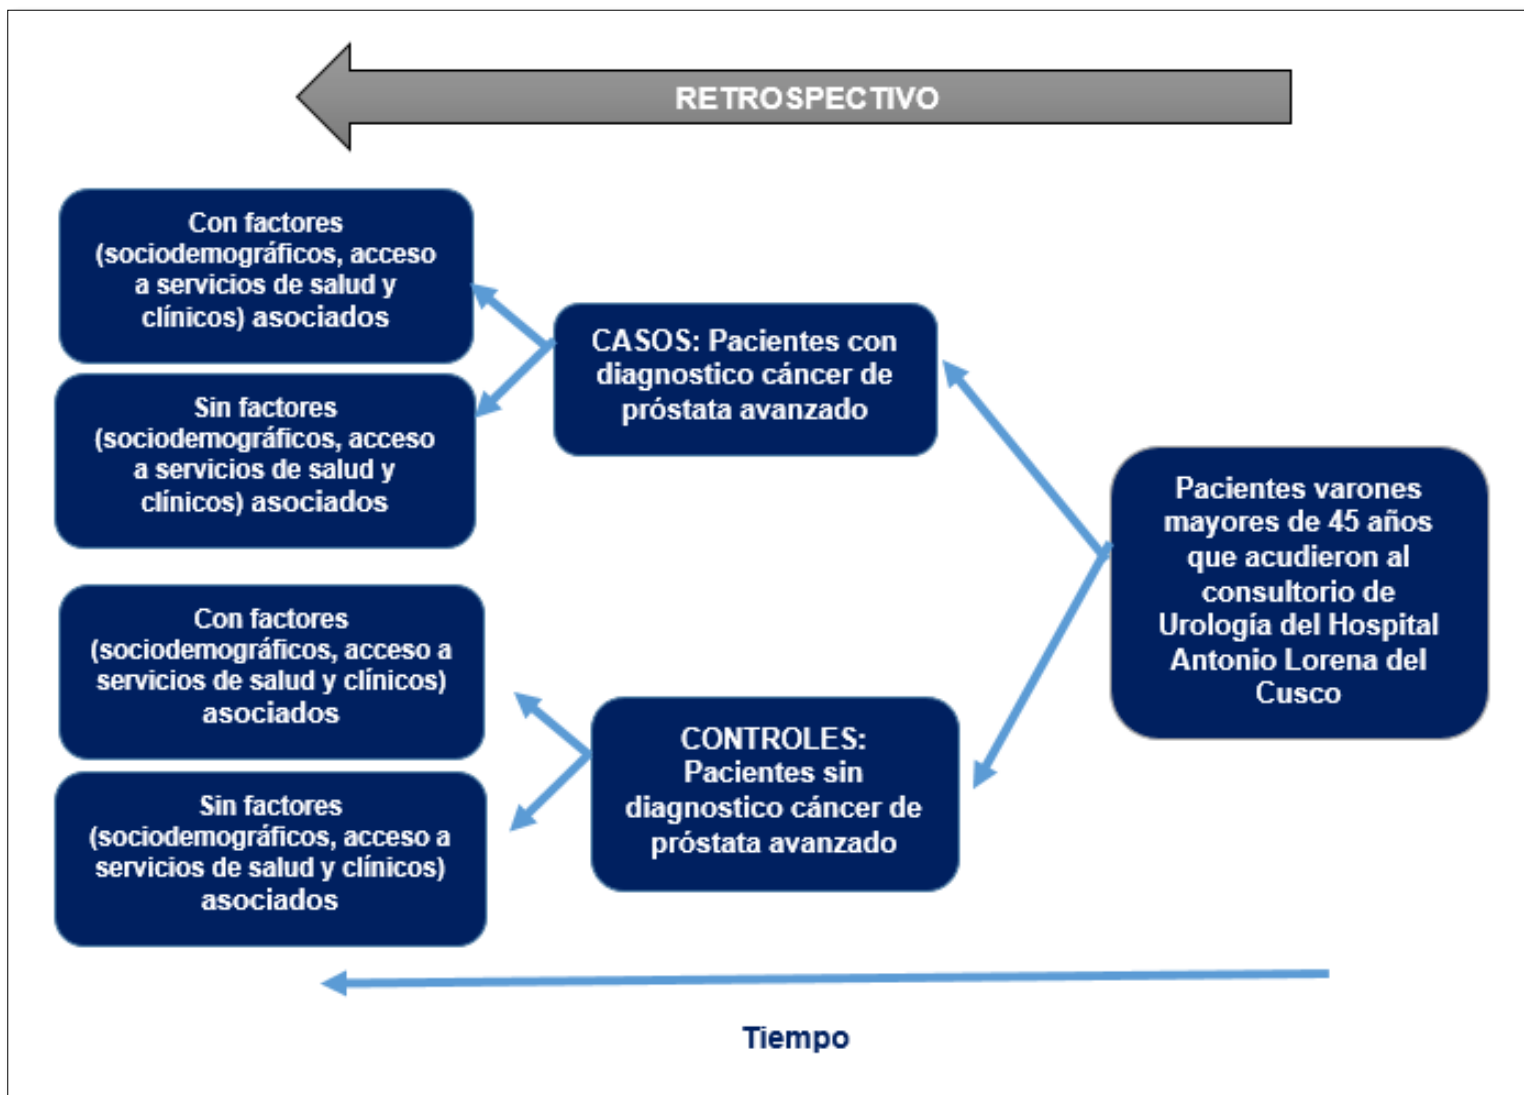 RETROSPECTIVO
Con factores
(sociodemográficos, acceso
a servicios de salud y
clínicos) asociados
Sin factores
(sociodemográficos, acceso
a servicios de salud y
clínicos) asociados
CASOS: Pacientes con
diagnostico cáncer de
próstata avanzado
Pacientes varones
mayores de 45 años
que acudieron al
consultorio de
Urología del Hospital
Antonio Lorena del
Cusco
Con factores
(sociodemográficos, acceso a
servicios de salud y clínicos)
asociados
Sin factores
(sociodemográficos, acceso a
servicios de salud y clínicos)
asociados
CONTROLES:
Pacientes sin
diagnostico cáncer de
próstata avanzado
Tiempo